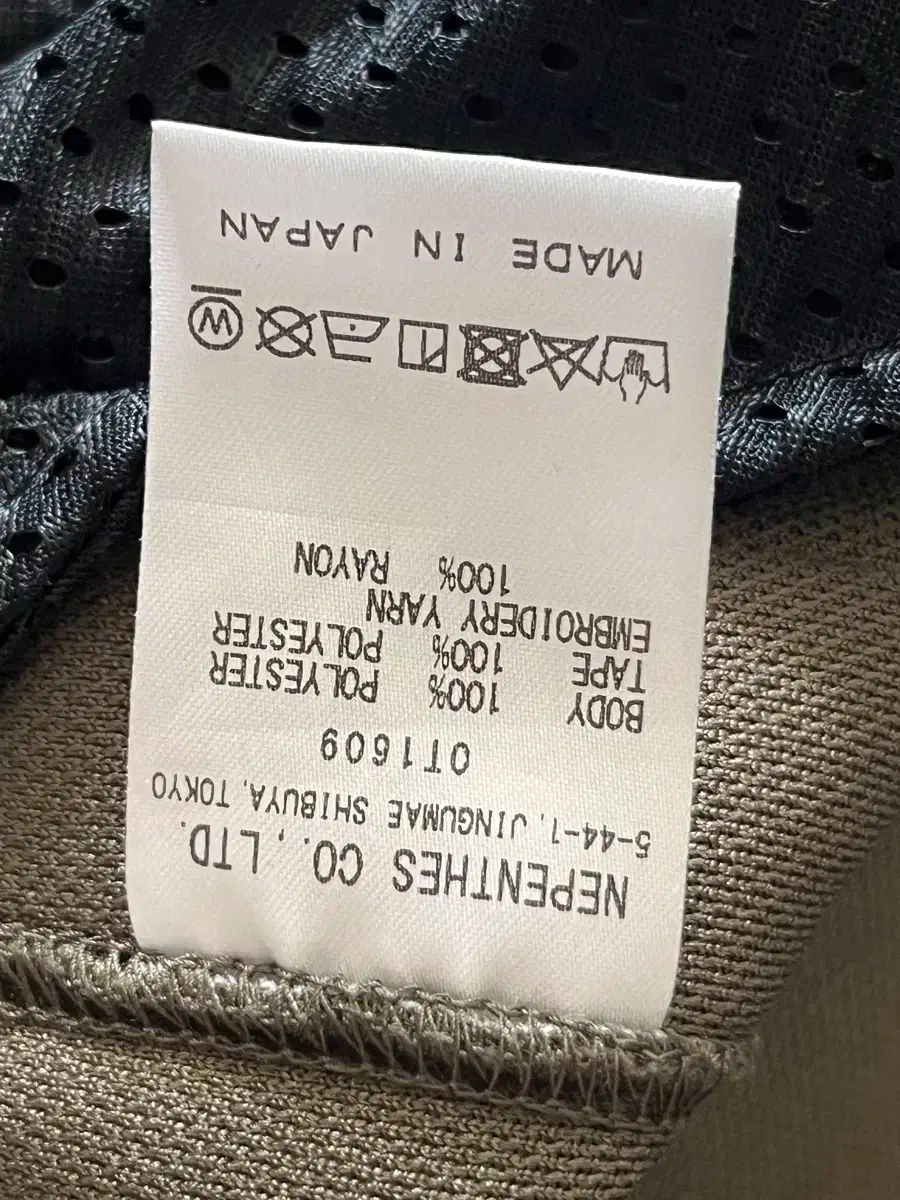 NEPENTHES CO., LTD.
5-44-1, JINGUMAE SHIBUYA, TOKYO
OT1609
BODY 100% POLYESTER
TAPE 100% POLYESTER
EMBROIDERY YARN
100% RAYON
W
MADE IN JAPAN